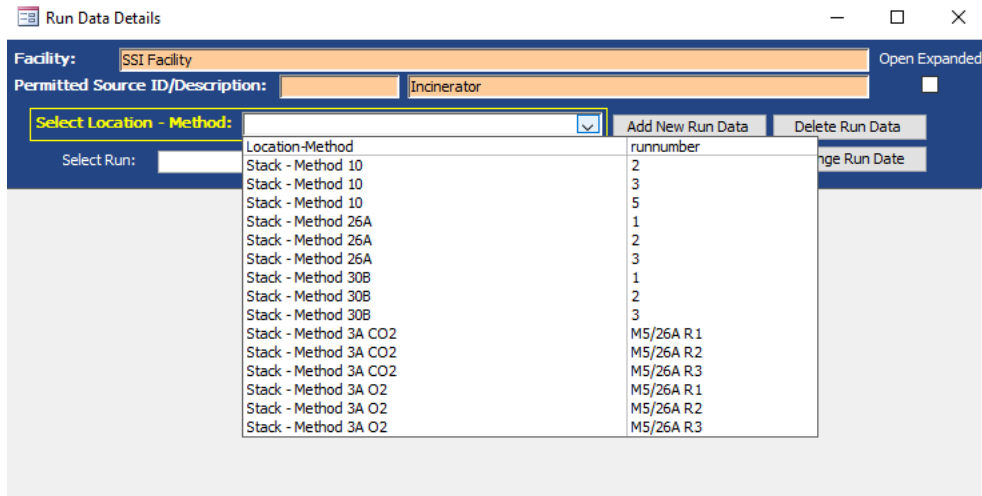 Run Data Details
Facility: SSI Facility Open Expanded
Permitted Source ID/Description: Incinerator
Select Location - Method: Add New Run Data Delete Run Data
Select Run: nge Run Date
Location-Method runnumber
Stack - Method 10 2
Stack - Method 10 3
Stack - Method 10 5
Stack - Method 26A 1
Stack - Method 26A 2
Stack - Method 26A 3
Stack - Method 30B 1
Stack - Method 30B 2
Stack - Method 30B 3
Stack - Method 3A CO2 M5/26A R1
Stack - Method 3A CO2 M5/26A R2
Stack - Method 3A CO2 M5/26A R3
Stack - Method 3A O2 M5/26A R1
Stack - Method 3A O2 M5/26A R2
Stack - Method 3A O2 M5/26A R3